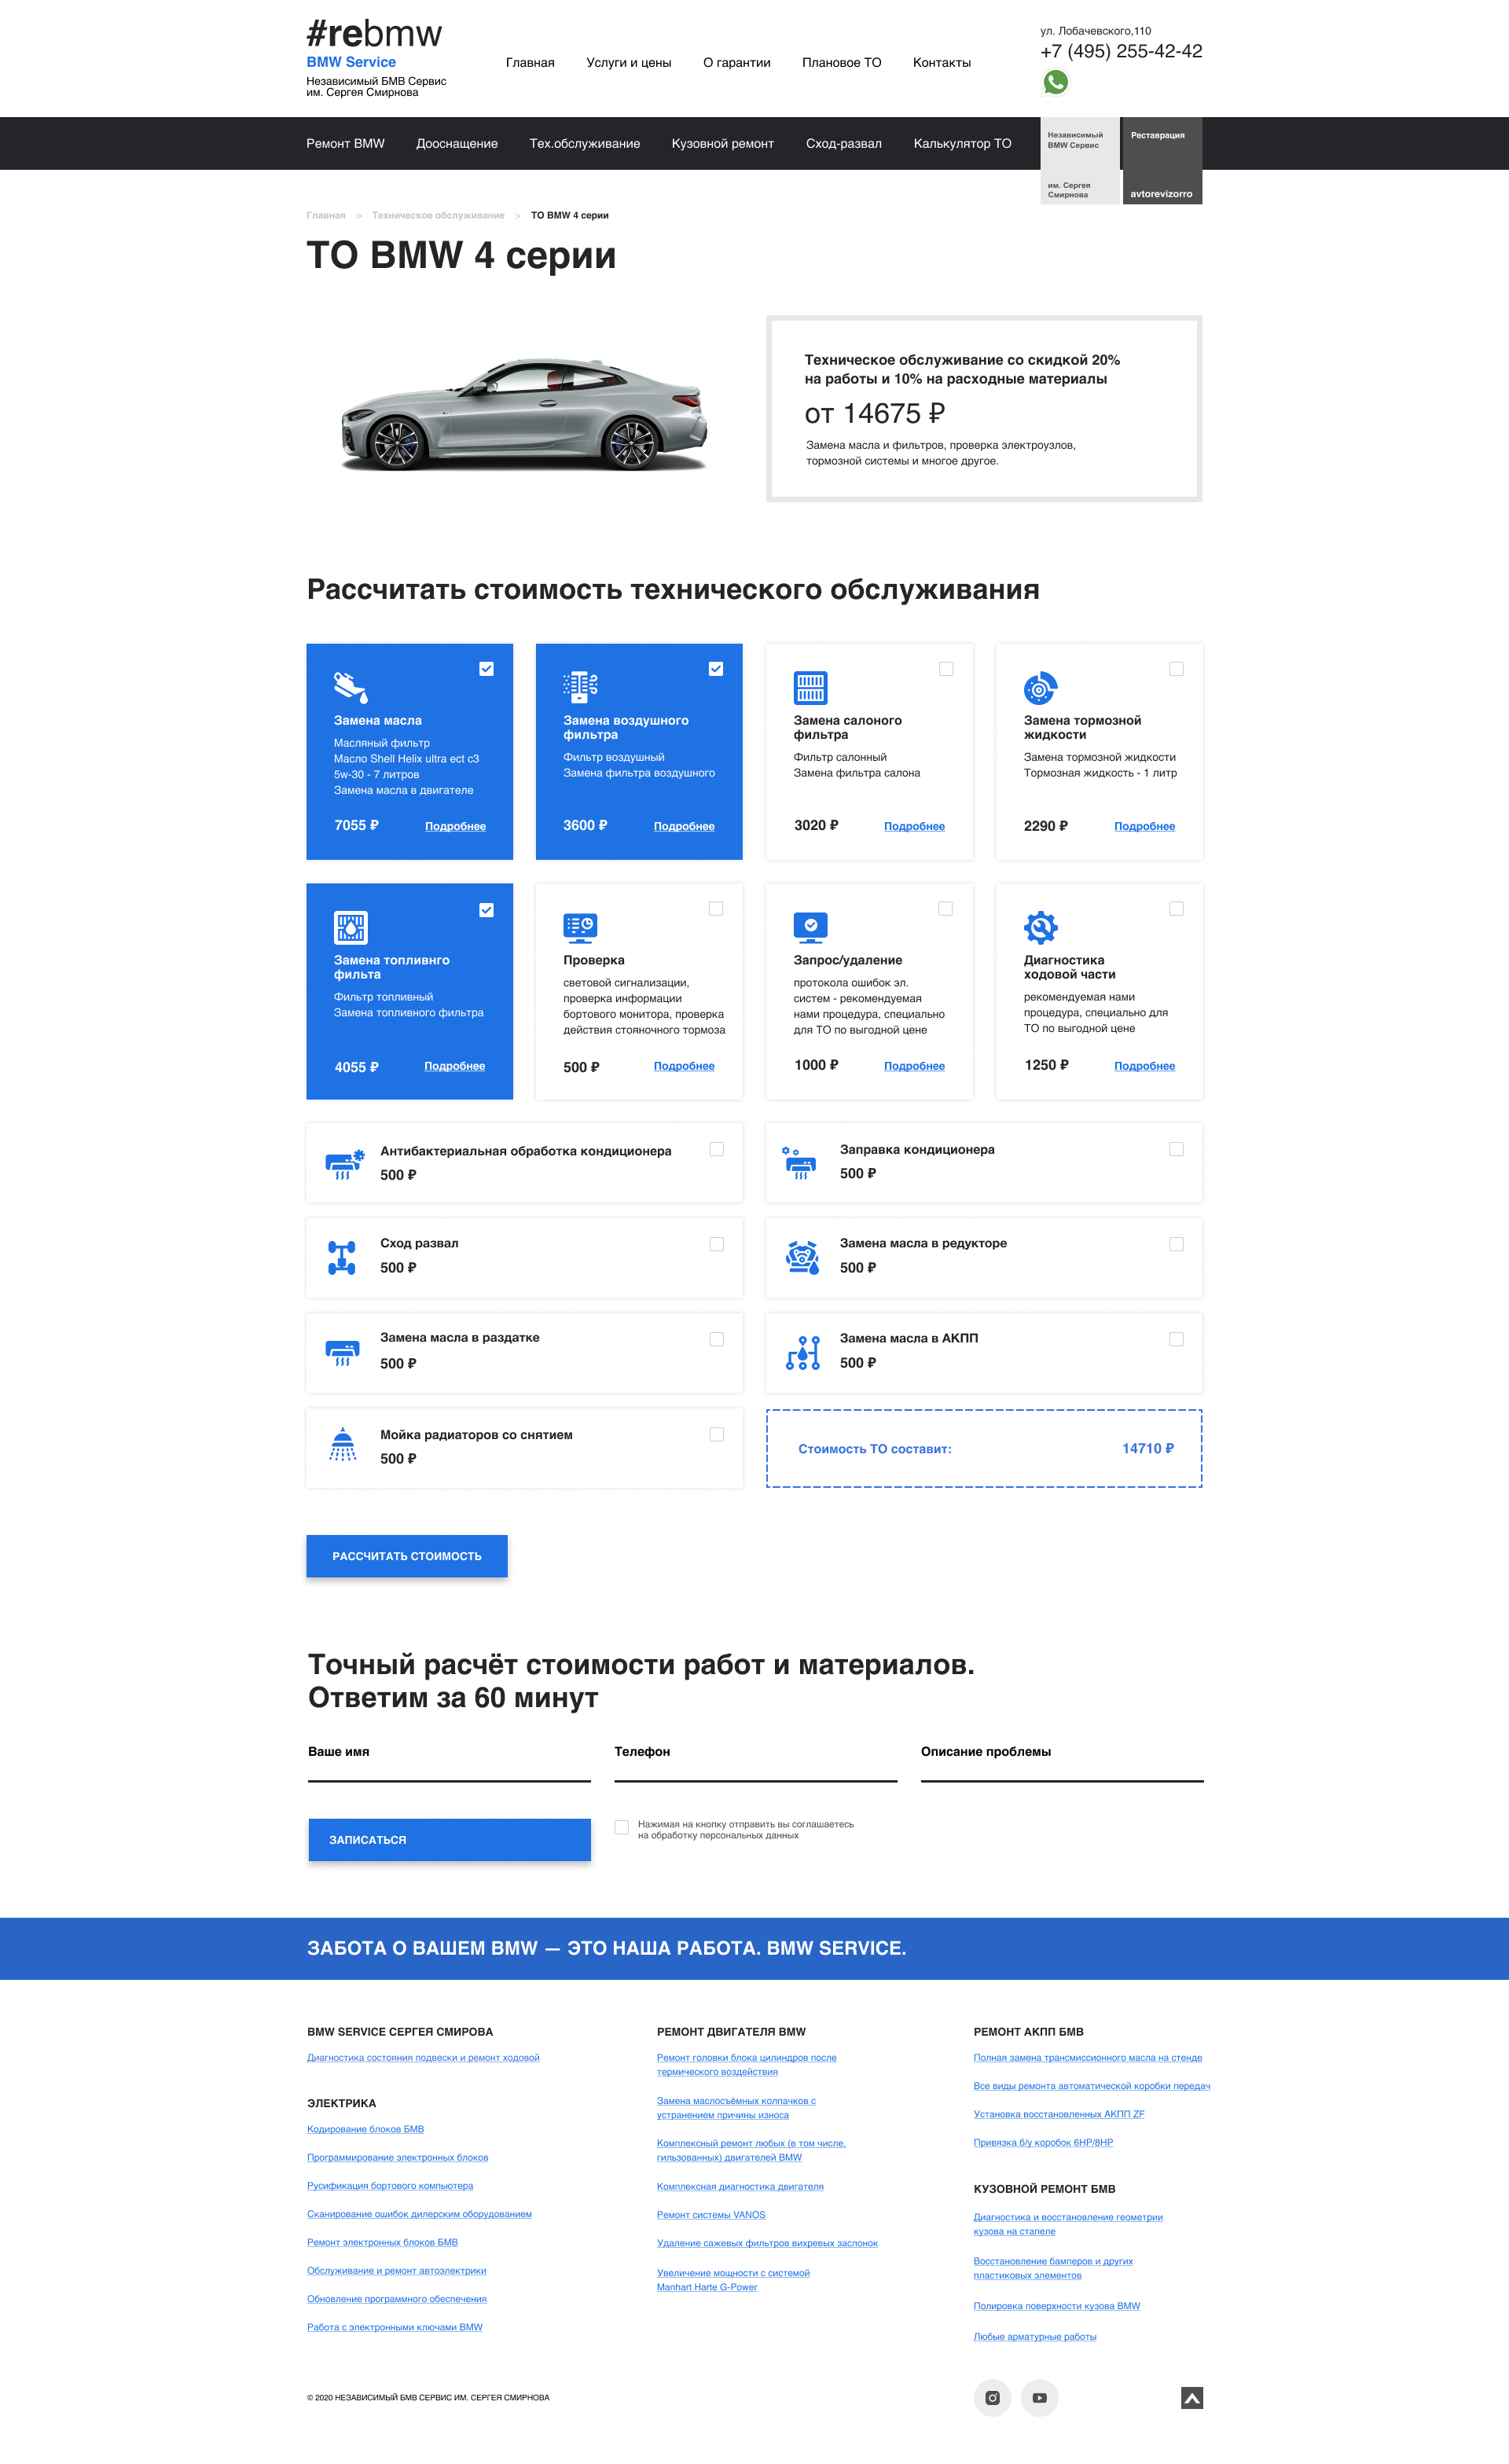 #rebmw
BMW Service
Независимый БМВ Сервис
им. Сергея Смирнова
Главная
Услуги и цены
О гарантии
Плановое ТО
Контакты
ул. Лобачевского,110
+7 (495) 255-42-42
Ремонт BMW
Дооснащение
Тех.обслуживание
Кузовной ремонт
Сход-развал
Калькулятор ТО
Независимый
BMW Сервис
им. Сергея
Смирнова
Реставрация
avtorevizorro
Главная > Техническое обслуживание > ТО BMW 4 серии
ТО BMW 4 серии
Техническое обслуживание со скидкой 20%
на работы и 10% на расходные материалы
от 14675 ₽
Замена масла и фильтров, проверка электроузлов,
тормозной системы и многое другое.
Рассчитать стоимость технического обслуживания
Замена масла
Масляный фильтр
Масло Shell Helix ultra ect c3
5w-30 - 7 литров
Замена масла в двигателе
7055 ₽
Подробнее
Замена воздушного
фильтра
Фильтр воздушный
Замена фильтра воздушного
3600 ₽
Подробнее
Замена салоного
фильтра
Фильтр салонный
Замена фильтра салона
3020 ₽
Подробнее
Замена тормозной
жидкости
Замена тормозной жидкости
Тормозная жидкость - 1 литр
2290 ₽
Подробнее
Замена топливнго
фильта
Фильтр топливный
Замена топливного фильтра
4055 ₽
Подробнее
Проверка
световой сигнализации,
проверка информации
бортового монитора, проверка
действия стояночного тормоза
500 ₽
Подробнее
Запрос/удаление
протокола ошибок эл.
систем - рекомендуемая
нами процедура, специально
для ТО по выгодной цене
1000 ₽
Подробнее
Диагностика
ходовой части
рекомендуемая нами
процедура, специально для
ТО по выгодной цене
1250 ₽
Подробнее
Антибактериальная обработка кондиционера
500 ₽
Заправка кондиционера
500 ₽
Сход развал
500 ₽
Замена масла в редукторе
500 ₽
Замена масла в раздатке
500 ₽
Замена масла в АКПП
500 ₽
Мойка радиаторов со снятием
500 ₽
Стоимость ТО составит:
14710 ₽
РАССЧИТАТЬ СТОИМОСТЬ
Точный расчёт стоимости работ и материалов.
Ответим за 60 минут
Ваше имя
Телефон
Описание проблемы
ЗАПИСАТЬСЯ
Нажимая на кнопку отправить вы соглашаетесь
на обработку персональных данных
ЗАБОТА О ВАШЕМ BMW — ЭТО НАША РАБОТА. BMW SERVICE.
BMW SERVICE СЕРГЕЯ СМИРОВА
Диагностика состояния подвески и ремонт ходовой
ЭЛЕКТРИКА
Кодирование блоков БМВ
Программирование электронных блоков
Русификация бортового компьютера
Сканирование ошибок дилерским оборудованием
Ремонт электронных блоков БМВ
Обслуживание и ремонт автоэлектрики
Обновление программного обеспечения
Работа с электронными ключами BMW
РЕМОНТ ДВИГАТЕЛЯ BMW
Ремонт головки блока цилиндров после
термического воздействия
Замена маслосъёмных колпачков с
устранением причины износа
Комплексный ремонт любых (в том числе,
гильзованных) двигателей BMW
Комплексная диагностика двигателя
Ремонт системы VANOS
Удаление сажевых фильтров вихревых заслонок
Увеличение мощности с системой
Manhart Harte G-Power
РЕМОНТ АКПП БМВ
Полная замена трансмиссионного масла на стенде
Все виды ремонта автоматической коробки передач
Установка восстановленных АКПП ZF
Привязка б/у коробок 6HP/8HP
КУЗОВНОЙ РЕМОНТ БМВ
Диагностика и восстановление геометрии
кузова на стапеле
Восстановление бамперов и других
пластиковых элементов
Полировка поверхности кузова BMW
Любые арматурные работы
© 2020 НЕЗАВИСИМЫЙ БМВ СЕРВИС ИМ. СЕРГЕЯ СМИРНОВА